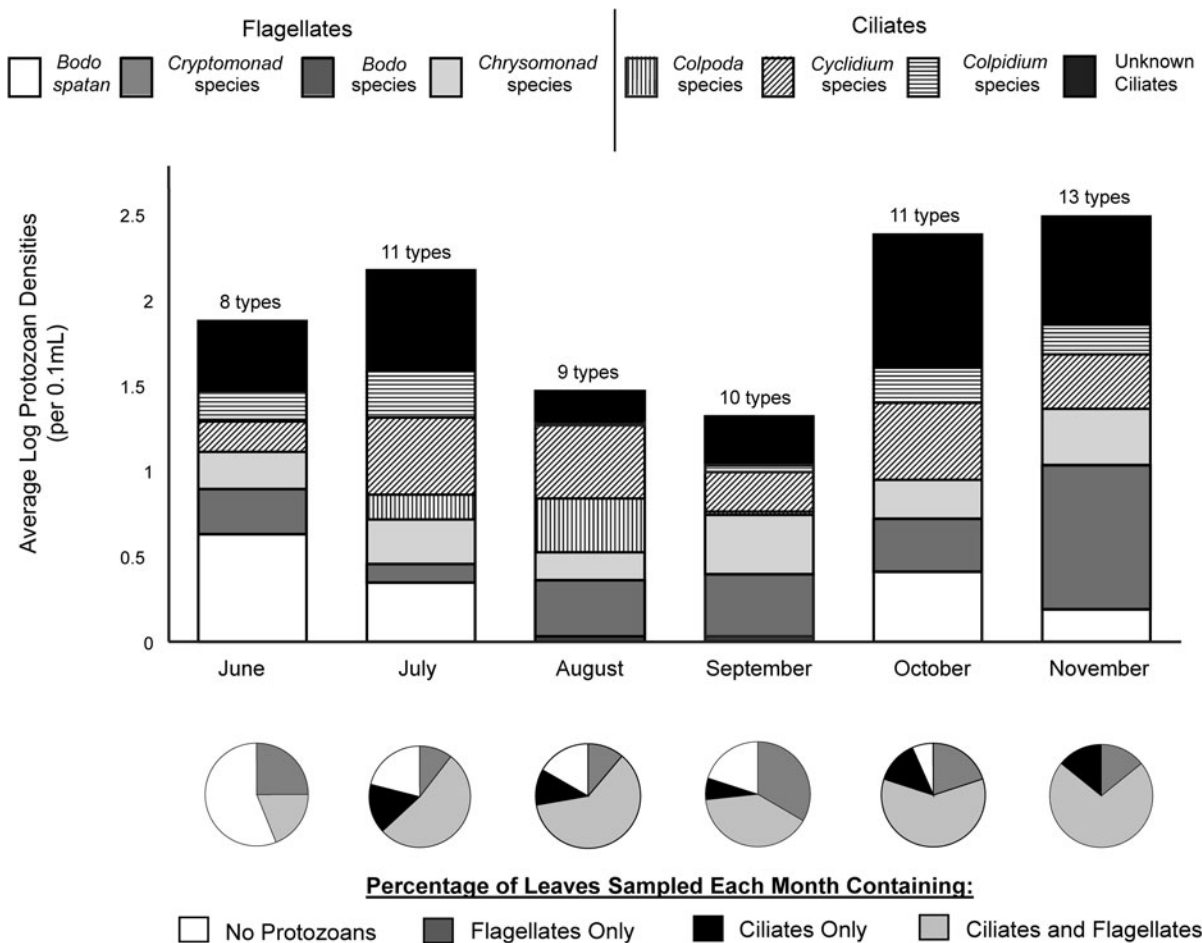 Flagellates
Ciliates
Bodo spatan
Cryptomonad species
Bodo species
Chrysomonad species
Colpoda species
Cyclidium species
Colpidium species
Unknown Ciliates
Average Log Protozoan Densities
(per 0.1mL)
2.5
2
1.5
1
0.5
0
8 types
11 types
9 types
10 types
11 types
13 types
June
July
August
September
October
November
Percentage of Leaves Sampled Each Month Containing:
No Protozoans
Flagellates Only
Ciliates Only
Ciliates and Flagellates